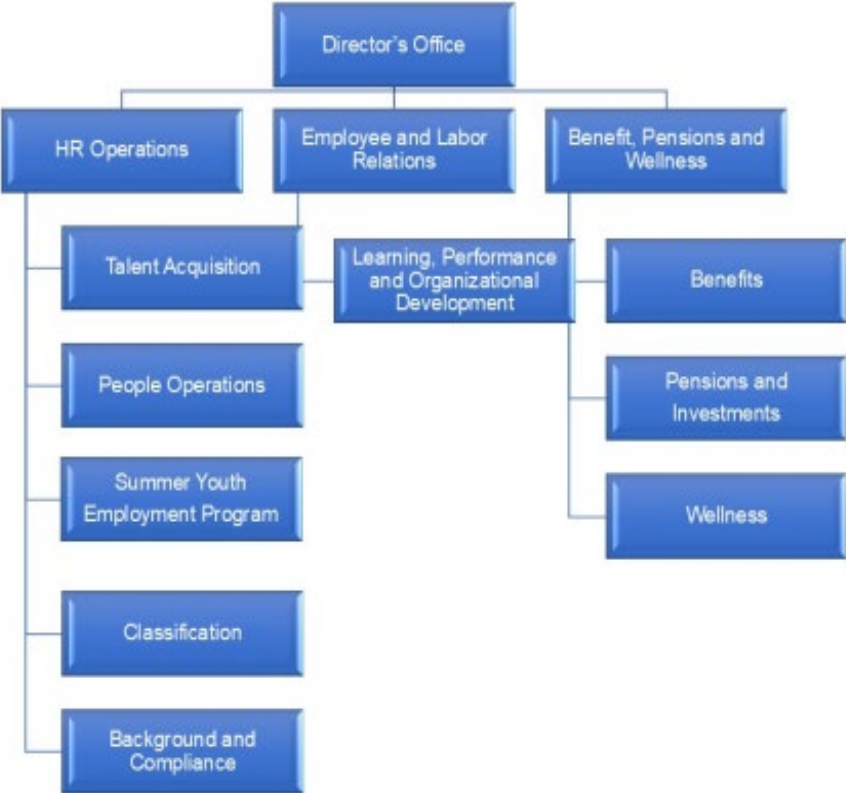 Director's Office
HR Operations
Employee and Labor
Relations
Benefit, Pensions and
Wellness
Talent Acquisition
Learning, Performance
and Organizational
Development
Benefits
People Operations
Pensions and
Investments
Summer Youth
Employment Program
Wellness
Classification
Background and
Compliance